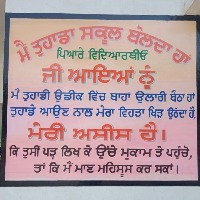 ਮੈਂ ਤੁਹਾਡਾ ਸਕੂਲ ਬੋਲਦਾ ਹਾਂ
ਪਿਆਰੇ ਵਿਦਿਆਰਥੀਓ
ਜੀ ਆਇਆਂ ਨੂੰ
ਮੈਂ ਤੁਹਾਡੀ ਉਡੀਕ ਵਿੱਚ ਬਾਹਾਂ ਉਲਾਰੀ ਬੈਠਾ ਹਾਂ
ਤੁਹਾਡੇ ਆਉਣ ਨਾਲ ਮੇਰਾ ਵਿਹੜਾ ਖਿੜ ਉਠਦਾ ਹੈ।
ਮੇਰੀ ਅਸੀਸ ਹੈ।
ਕਿ ਤੁਸੀਂ ਪੜ ਲਿਖ ਕੇ ਉੱਚੇ ਮੁਕਾਮ ਤੇ ਪਹੁੰਚੋ,
ਤਾਂ ਕਿ ਮੈਂ ਮਾਣ ਮਹਿਸੂਸ ਕਰ ਸਕਾਂ।